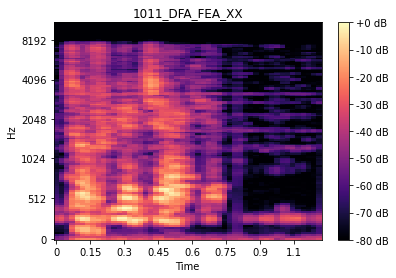 1011_DFA_FEA_XX
+0 dB
8192
-10 dB
4096
-20 dB
-30 dB
2048
Hz
-40 dB
1024
-50 dB
512
-60 dB
-70 dB
0
-80 dB
0 0.15 0.3 0.45 0.6 0.75 0.9 1.1
Time